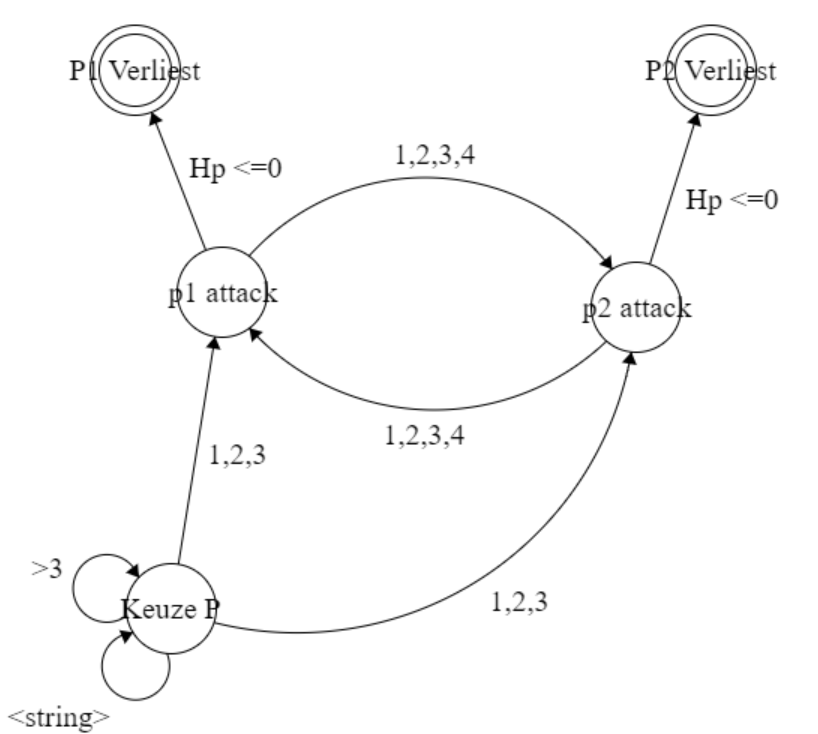 P1 Verliest
P2 Verliest
Hp <=0
1,2,3,4
Hp <=0
p1 attack
p2 attack
1,2,3,4
1,2,3
>3
Keuze P
1,2,3
<string>